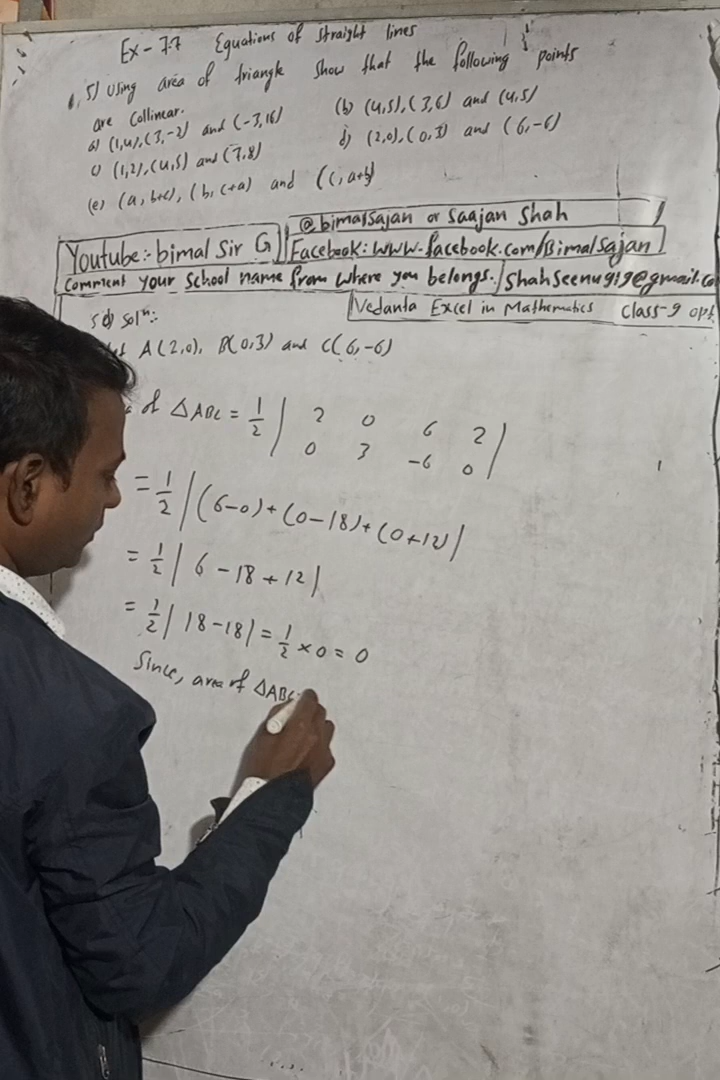 Ex-7.7 Equations of straight lines
5) Using area of triangle show that the following points
are collinear.
a) (1,4), (3,-2) and (-3,16) (b) (4,5), (3,6) and (4,5)
c) (1,2), (4,5) and (7,8) d) (2,0), (0,3) and (6,-6)
(e) (a, b+c), (b, c+a) and (c, a+b)
@bimalsajan or Saajan Shah
Youtube:- bimal Sir G Facebook: www.facebook.com/Bimalsajan
Comment your school name from where you belongs. / Shahseenu919@gmail.co
5d) Solⁿ: Vedanta Excel in Mathematics Class-9 opt
A(2,0), B(0,3) and C(6,-6)
of △ABC = 1/2 | 2 0 6 2 |
0 3 -6 0
= 1/2 |(6-0)+(0-18)+(0+12)|
= 1/2 | 6-18+12|
= 1/2 | 18-18| = 1/2 × 0 = 0
Since, area of △ABC